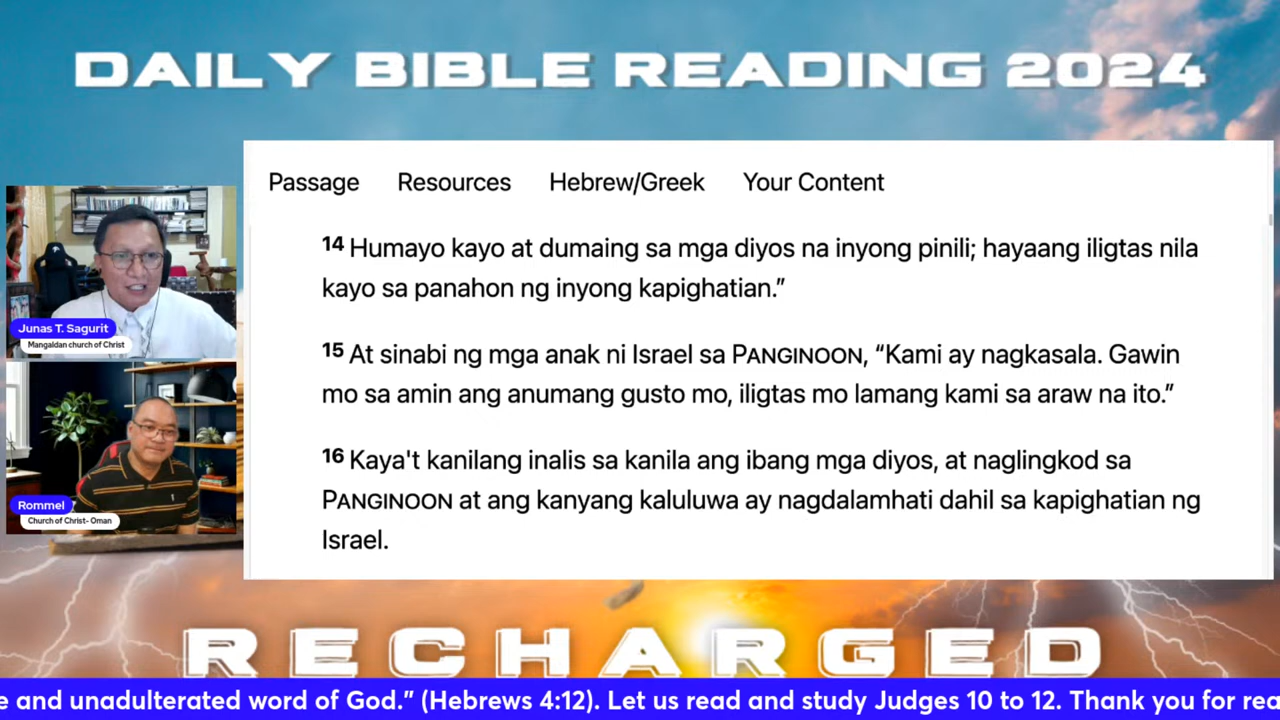 DAILY BIBLE READING 2024
Passage Resources Hebrew/Greek Your Content
14 Humayo kayo at dumaing sa mga diyos na inyong pinili; hayaang iligtas nila
kayo sa panahon ng inyong kapighatian.”
15 At sinabi ng mga anak ni Israel sa PANGINOON, “Kami ay nagkasala. Gawin
mo sa amin ang anumang gusto mo, iligtas mo lamang kami sa araw na ito.”
16 Kaya't kanilang inalis sa kanila ang ibang mga diyos, at naglingkod sa
PANGINOON at ang kanyang kaluluwa ay nagdalamhati dahil sa kapighatian ng
Israel.
Junas T. Sagurit
Mangaldan church of Christ
Rommel
Church of Christ- Oman
RECHARGED
e and unadulterated word of God.” (Hebrews 4:12). Let us read and study Judges 10 to 12. Thank you for rea